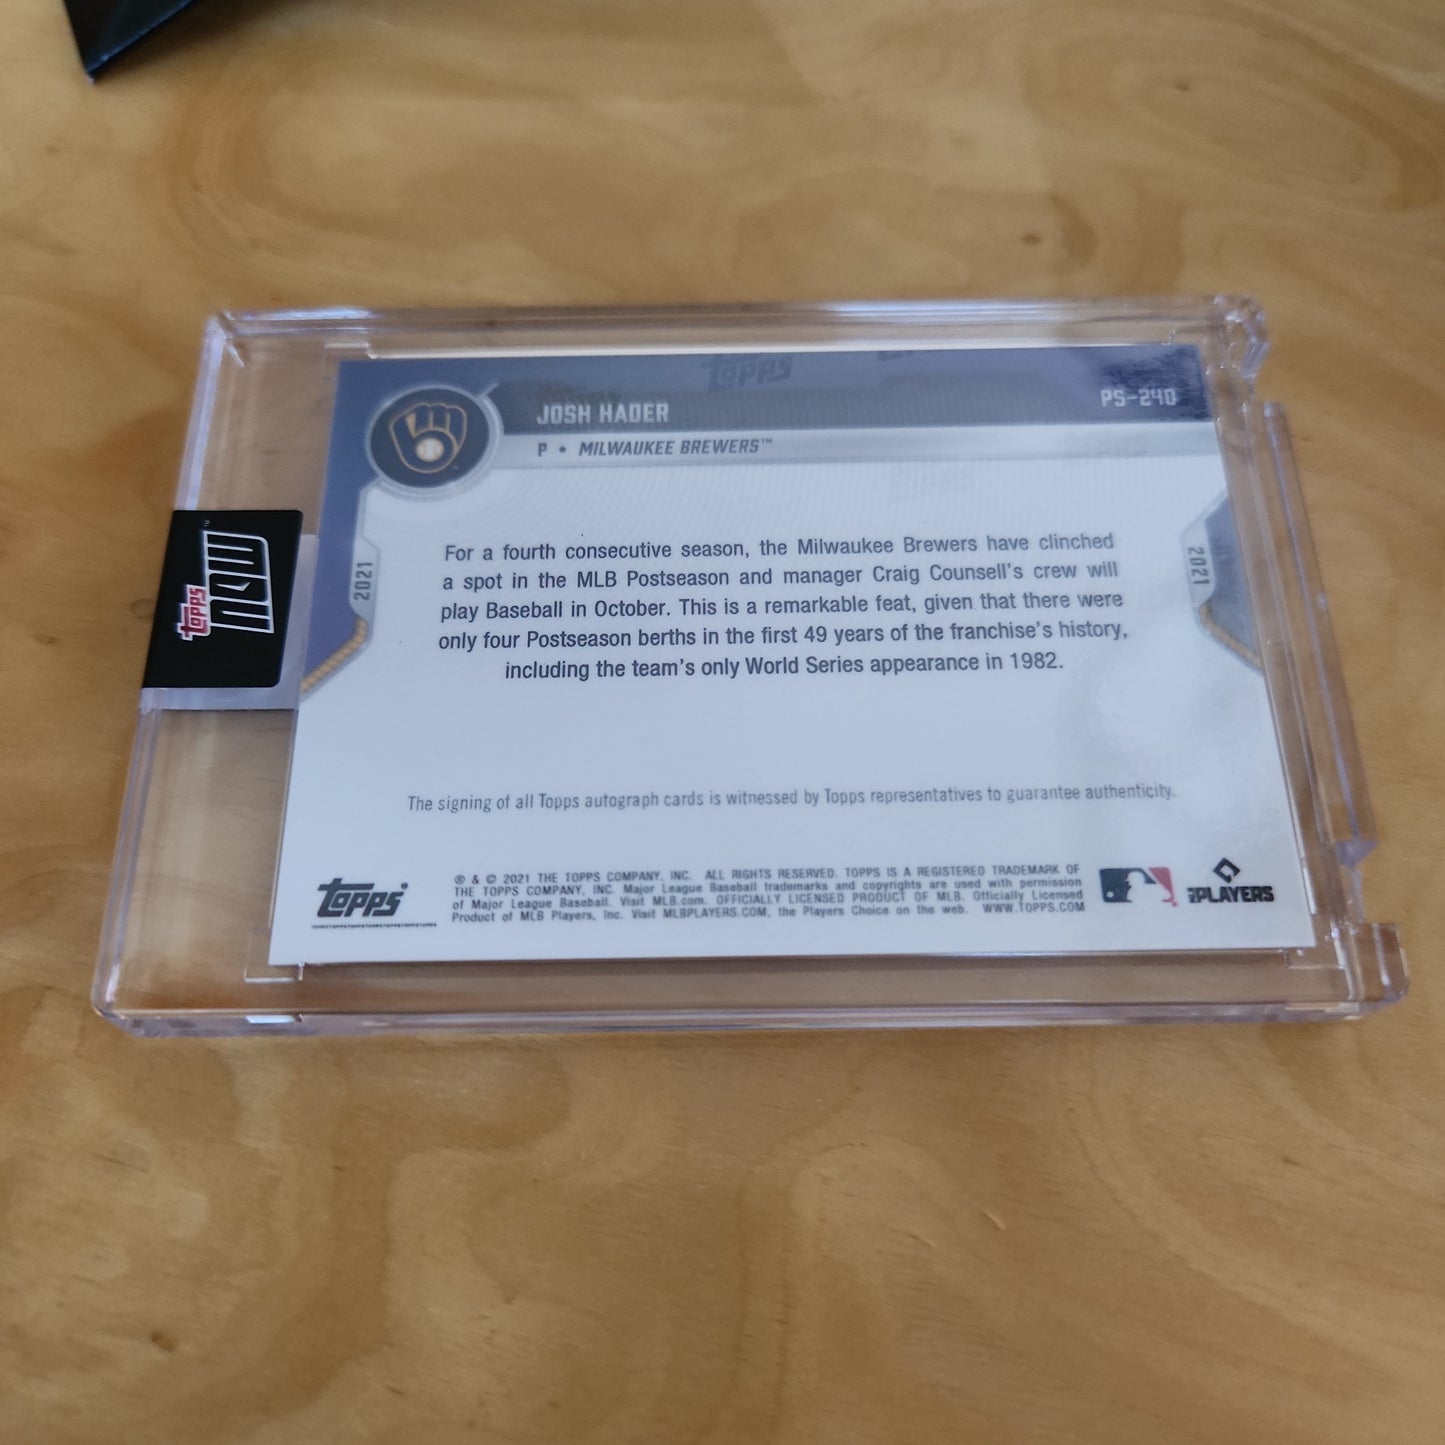 JOSH HADER
PS-240
P • MILWAUKEE BREWERS™
2021
2021
TOPPS NOW
For a fourth consecutive season, the Milwaukee Brewers have clinched
a spot in the MLB Postseason and manager Craig Counsell's crew will
play Baseball in October. This is a remarkable feat, given that there were
only four Postseason berths in the first 49 years of the franchise's history,
including the team's only World Series appearance in 1982.
The signing of all Topps autograph cards is witnessed by Topps representatives to guarantee authenticity.
Topps
® & © 2021 THE TOPPS COMPANY, INC. ALL RIGHTS RESERVED. TOPPS IS A REGISTERED TRADEMARK OF
THE TOPPS COMPANY, INC. Major League Baseball trademarks and copyrights are used with permission
of Major League Baseball. Visit MLB.com. OFFICIALLY LICENSED PRODUCT OF MLB. Officially Licensed
Product of MLB Players, Inc. Visit MLBPLAYERS.COM, the Players Choice on the web. WWW.TOPPS.COM
PLAYERS